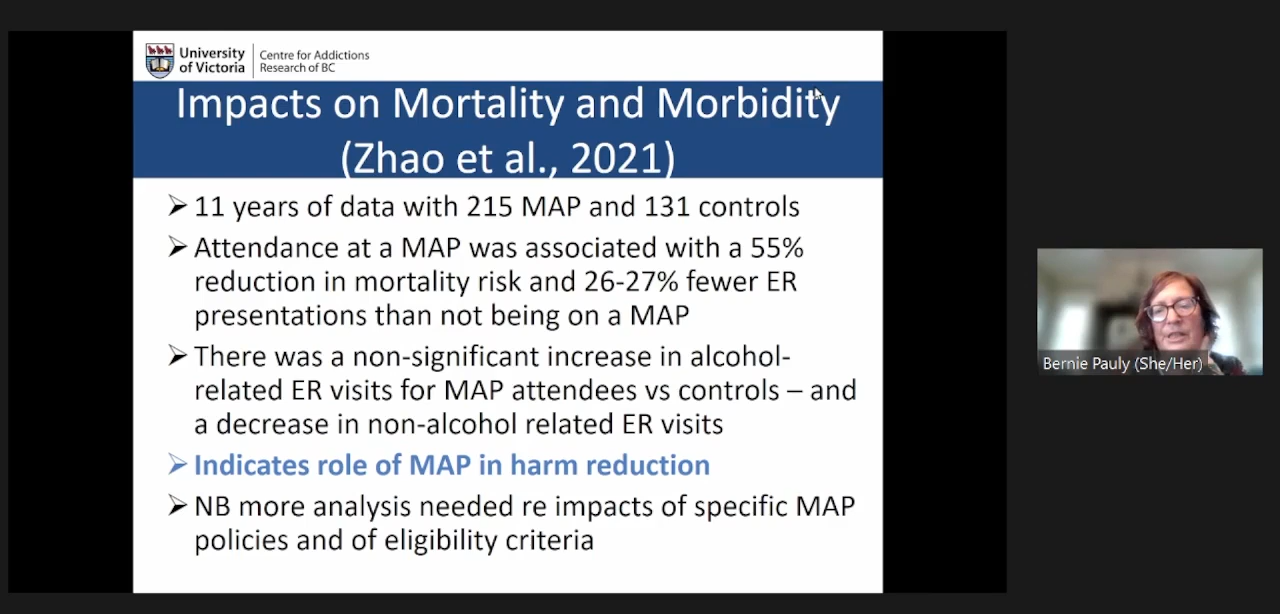 University
of Victoria
Centre for Addictions
Research of BC
Impacts on Mortality and Morbidity
(Zhao et al., 2021)
➢ 11 years of data with 215 MAP and 131 controls
➢ Attendance at a MAP was associated with a 55%
reduction in mortality risk and 26-27% fewer ER
presentations than not being on a MAP
➢ There was a non-significant increase in alcohol-
related ER visits for MAP attendees vs controls – and
a decrease in non-alcohol related ER visits
➢ Indicates role of MAP in harm reduction
➢ NB more analysis needed re impacts of specific MAP
policies and of eligibility criteria
Bernie Pauly (She/Her)